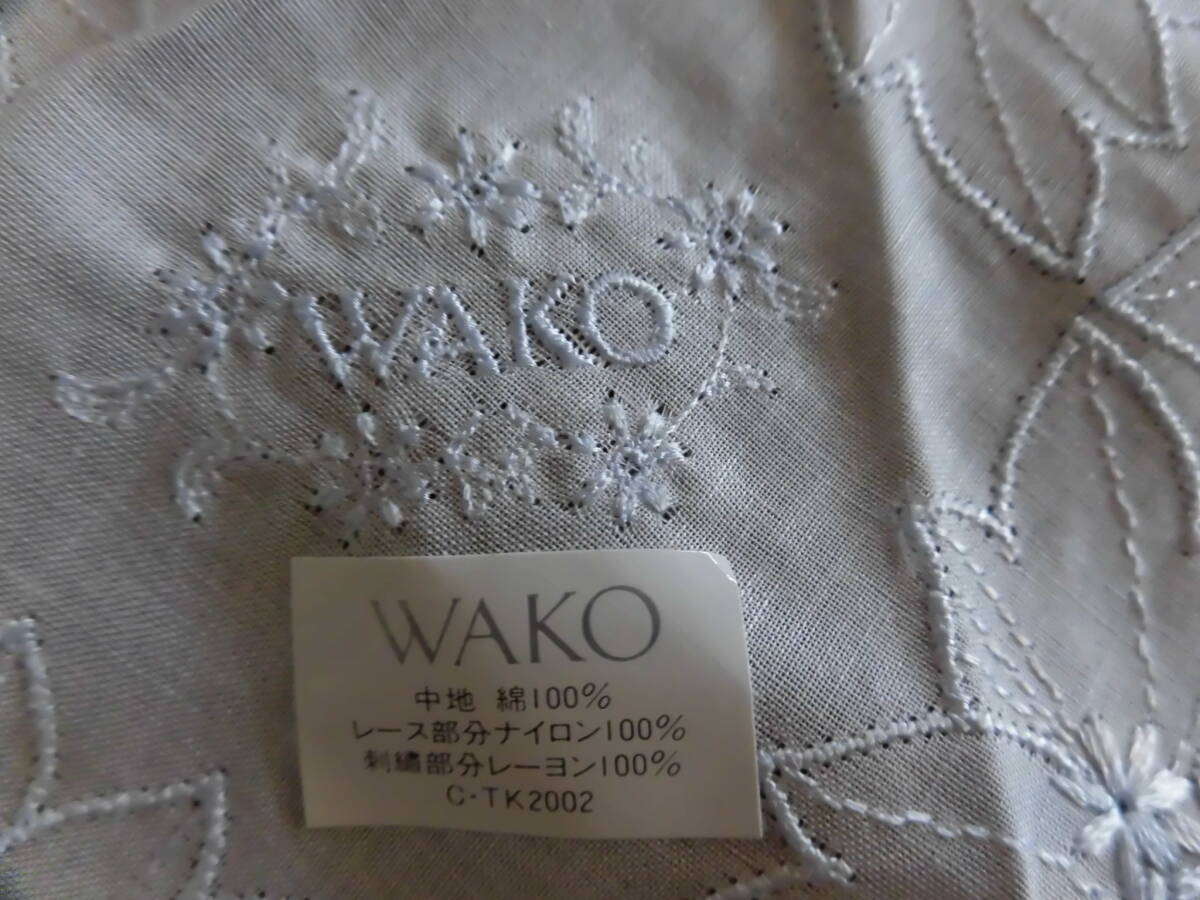 WAKO
WAKO
中地 綿100%
レース部分ナイロン100%
刺繍部分レーヨン100%
C-TK2002